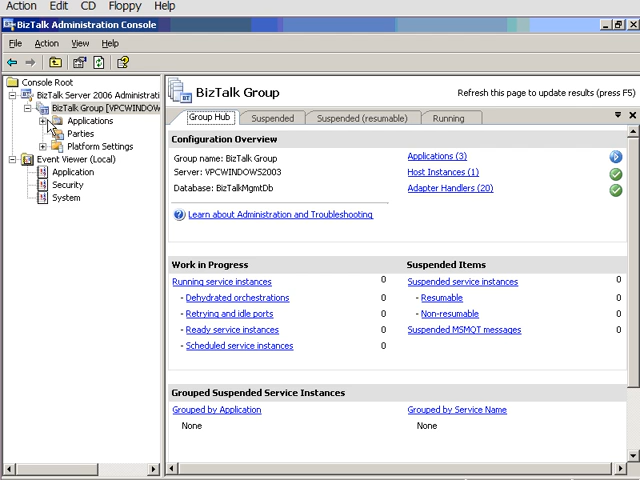 Action Edit CD Floppy Help
BizTalk Administration Console
File Action View Help
Console Root
BizTalk Server 2006 Administrati
BizTalk Group [VPCWINDOW
Applications
Parties
Platform Settings
Event Viewer (Local)
Application
Security
System
BizTalk Group
Refresh this page to update results (press F5)
Group Hub Suspended Suspended (resumable) Running
Configuration Overview
Group name: BizTalk Group
Server: VPCWINDOWS2003
Database: BizTalkMgmtDb
Applications (3)
Host Instances (1)
Adapter Handlers (20)
Learn about Administration and Troubleshooting
Work in Progress
Running service instances 0
- Dehydrated orchestrations 0
- Retrying and idle ports 0
- Ready service instances 0
- Scheduled service instances 0
Suspended Items
Suspended service instances 0
- Resumable 0
- Non-resumable 0
Suspended MSMQT messages 0
Grouped Suspended Service Instances
Grouped by Application
None
Grouped by Service Name
None